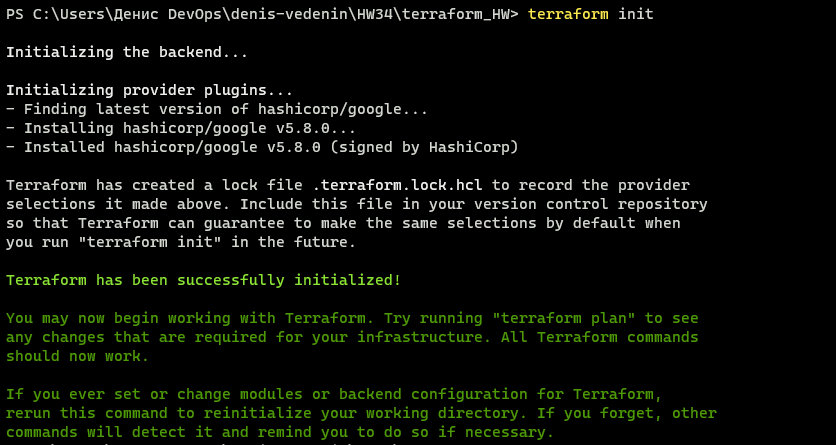 PS C:\Users\Денис DevOps\denis-vedenin\HW34\terraform_HW> terraform init
Initializing the backend...
Initializing provider plugins...
- Finding latest version of hashicorp/google...
- Installing hashicorp/google v5.8.0...
- Installed hashicorp/google v5.8.0 (signed by HashiCorp)
Terraform has created a lock file .terraform.lock.hcl to record the provider
selections it made above. Include this file in your version control repository
so that Terraform can guarantee to make the same selections by default when
you run "terraform init" in the future.
Terraform has been successfully initialized!
You may now begin working with Terraform. Try running "terraform plan" to see
any changes that are required for your infrastructure. All Terraform commands
should now work.
If you ever set or change modules or backend configuration for Terraform,
rerun this command to reinitialize your working directory. If you forget, other
commands will detect it and remind you to do so if necessary.